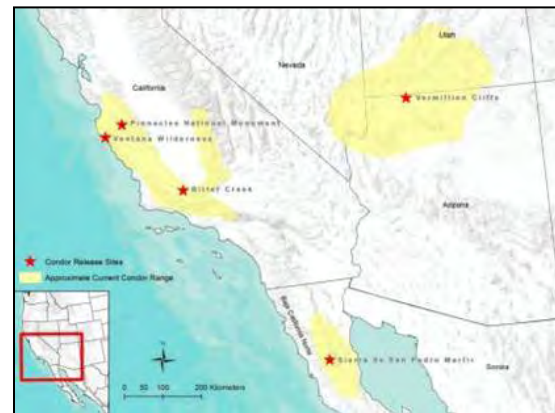 Utah
Nevada
California
Vermillion Cliffs
Pinnacles National Monument
Ventana Wilderness
Bitter Creek
Arizona
Condor Release Sites
Approximate Current Condor Range
Baja California Norte
Sierra de San Pedro Martir
Sonora
0 50 100 200 Kilometers